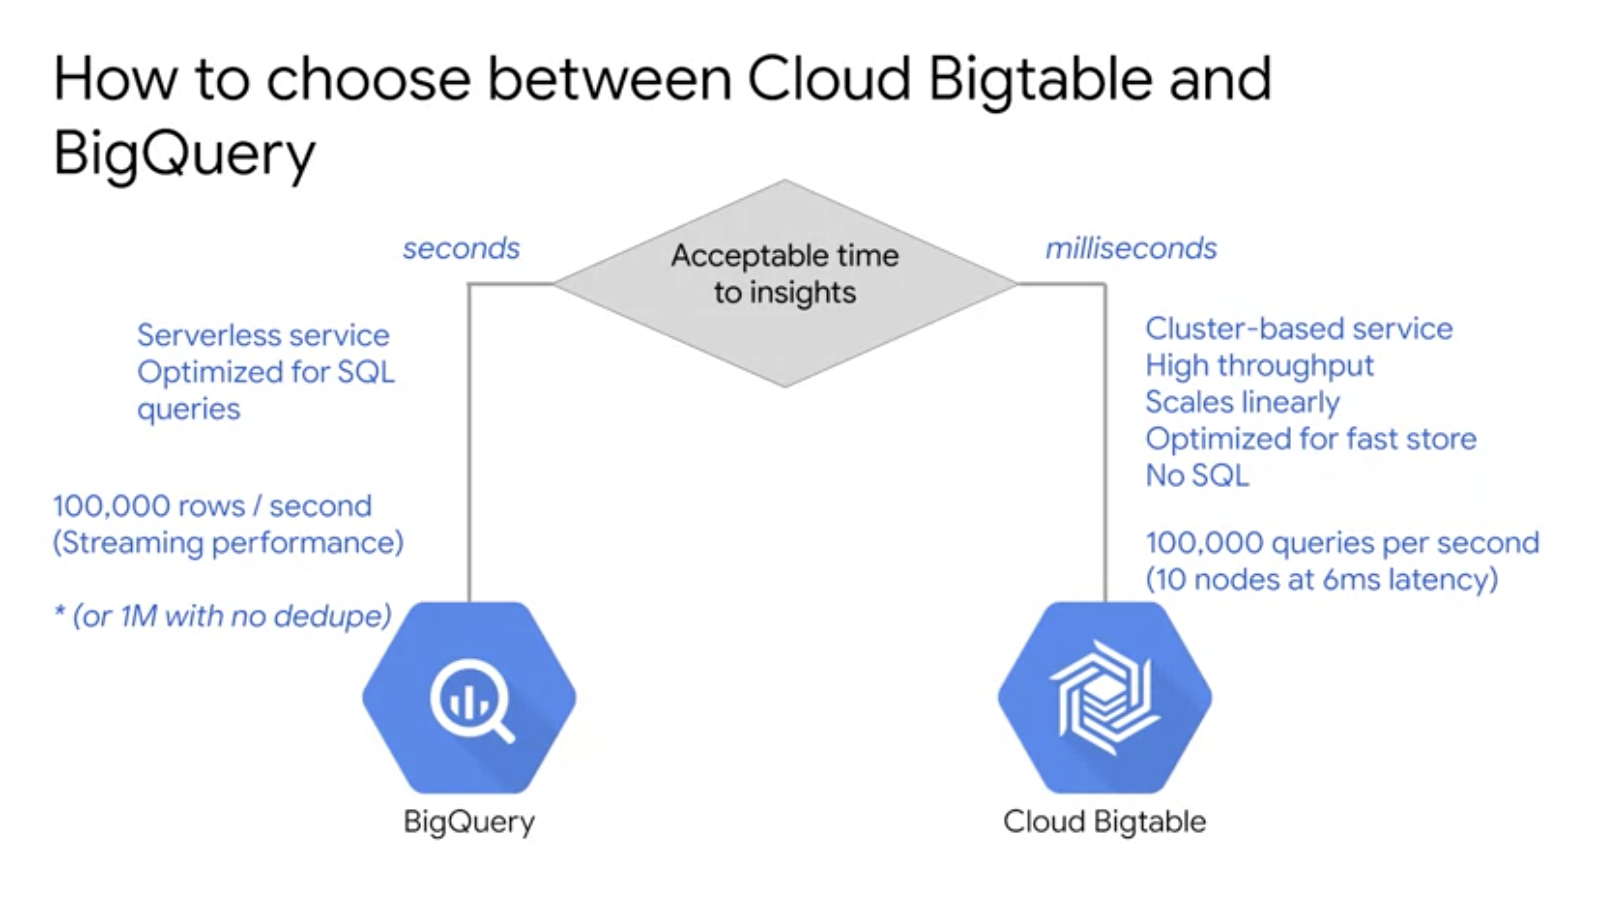 How to choose between Cloud Bigtable and
BigQuery
seconds
Acceptable time
to insights
milliseconds
Serverless service
Optimized for SQL
queries
100,000 rows / second
(Streaming performance)
* (or 1M with no dedupe)
BigQuery
Cluster-based service
High throughput
Scales linearly
Optimized for fast store
No SQL
100,000 queries per second
(10 nodes at 6ms latency)
Cloud Bigtable